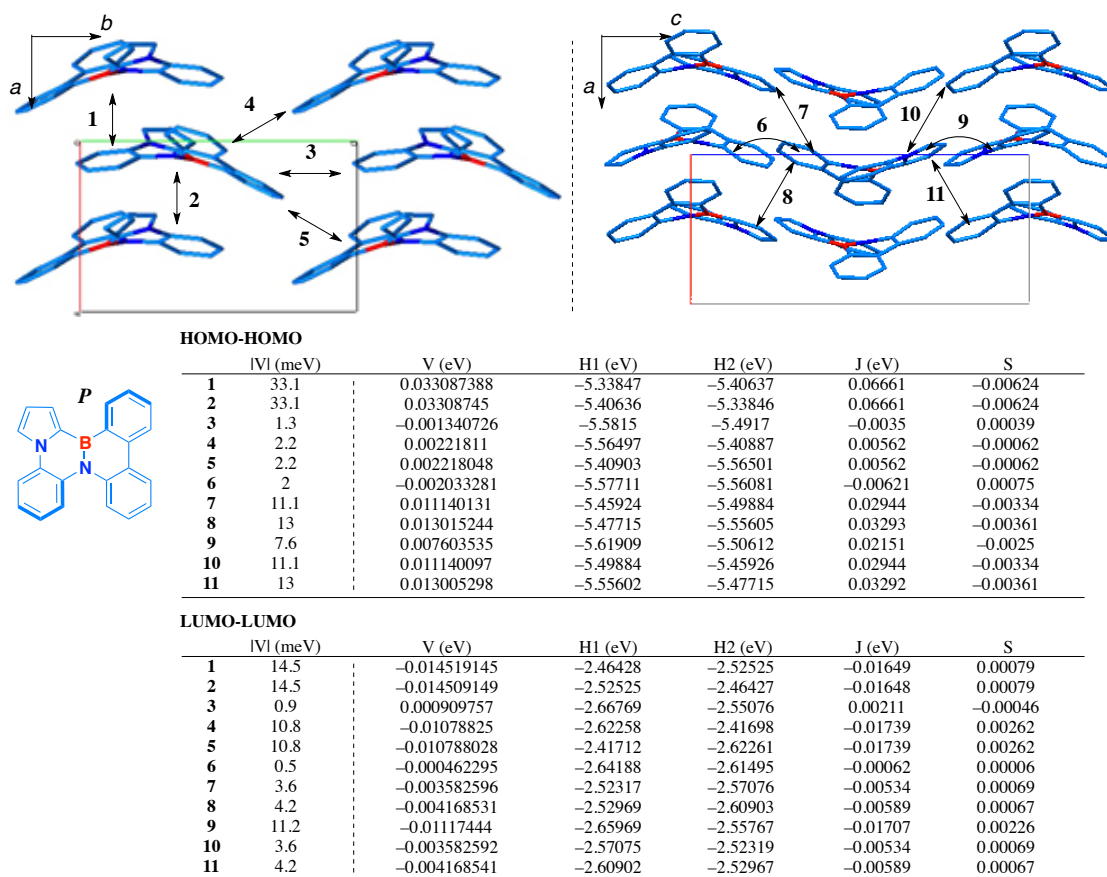 b
a
1
2
3
4
5
c
a
6
7
8
9
10
11
HOMO-HOMO
|V| (meV) V (eV) H1 (eV) H2 (eV) J (eV) S
1 33.1 0.033087388 –5.33847 –5.40637 0.06661 –0.00624
2 33.1 0.03308745 –5.40636 –5.33846 0.06661 –0.00624
3 1.3 –0.001340726 –5.5815 –5.4917 –0.0035 0.00039
4 2.2 0.00221811 –5.56497 –5.40887 0.00562 –0.00062
5 2.2 0.002218048 –5.40903 –5.56501 0.00562 –0.00062
6 2 –0.002033281 –5.57711 –5.56081 –0.00621 0.00075
7 11.1 0.011140131 –5.45924 –5.49884 0.02944 –0.00334
8 13 0.013015244 –5.47715 –5.55605 0.03293 –0.00361
9 7.6 0.007603535 –5.61909 –5.50612 0.02151 –0.0025
10 11.1 0.011140097 –5.49884 –5.45926 0.02944 –0.00334
11 13 0.013005298 –5.55602 –5.47715 0.03292 –0.00361
P
B
N
N
LUMO-LUMO
|V| (meV) V (eV) H1 (eV) H2 (eV) J (eV) S
1 14.5 –0.014519145 –2.46428 –2.52525 –0.01649 0.00079
2 14.5 –0.014509149 –2.52525 –2.46427 –0.01648 0.00079
3 0.9 0.000909757 –2.66769 –2.55076 0.00211 –0.00046
4 10.8 –0.01078825 –2.62258 –2.41698 –0.01739 0.00262
5 10.8 –0.010788028 –2.41712 –2.62261 –0.01739 0.00262
6 0.5 –0.000462295 –2.64188 –2.61495 –0.00062 0.00006
7 3.6 –0.003582596 –2.52317 –2.57076 –0.00534 0.00069
8 4.2 –0.004168531 –2.52969 –2.60903 –0.00589 0.00067
9 11.2 –0.01117444 –2.65969 –2.55767 –0.01707 0.00226
10 3.6 –0.003582592 –2.57075 –2.52319 –0.00534 0.00069
11 4.2 –0.004168541 –2.60902 –2.52967 –0.00589 0.00067